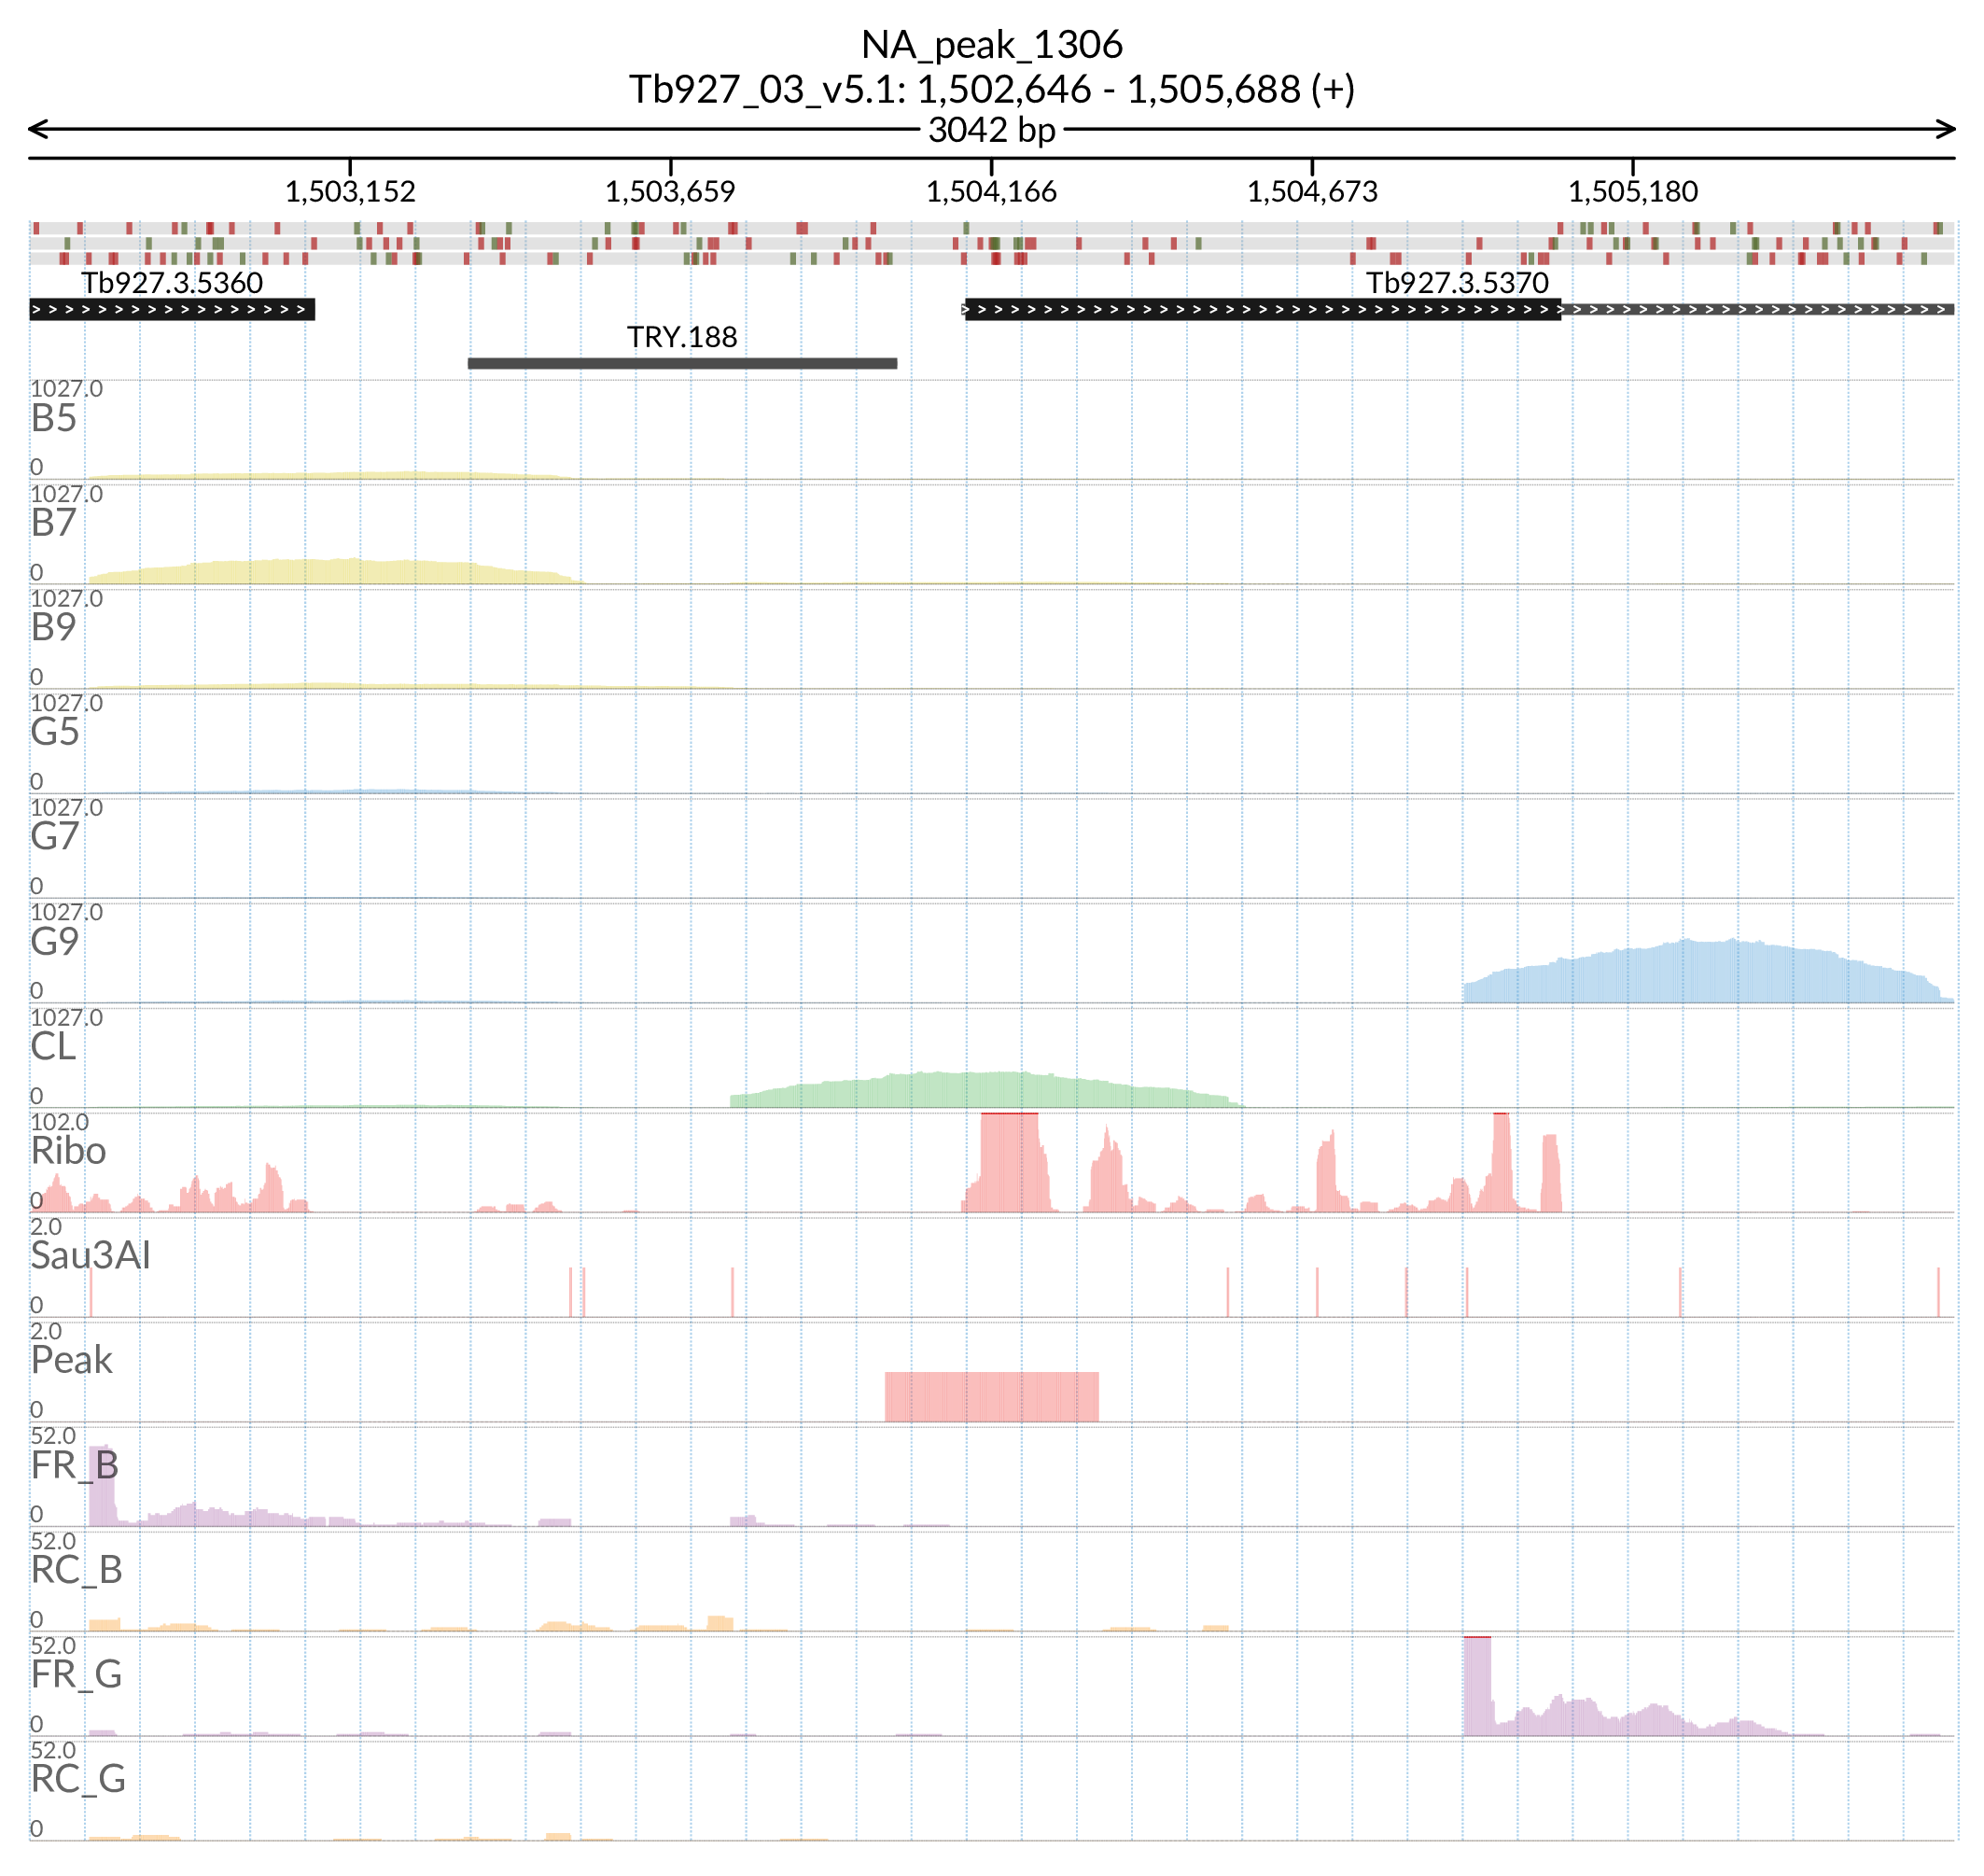 NA_peak_1306
Tb927_03_v5.1: 1,502,646 - 1,505,688 (+)
3042 bp
1,503,152 1,503,659 1,504,166 1,504,673 1,505,180
Tb927.3.5360 Tb927.3.5370
TRY.188
1027.0
B5
0
1027.0
B7
0
1027.0
B9
0
1027.0
G5
0
1027.0
G7
0
1027.0
G9
0
1027.0
CL
0
102.0
Ribo
0
2.0
Sau3AI
0
2.0
Peak
0
52.0
FR_B
0
52.0
RC_B
0
52.0
FR_G
0
52.0
RC_G
0